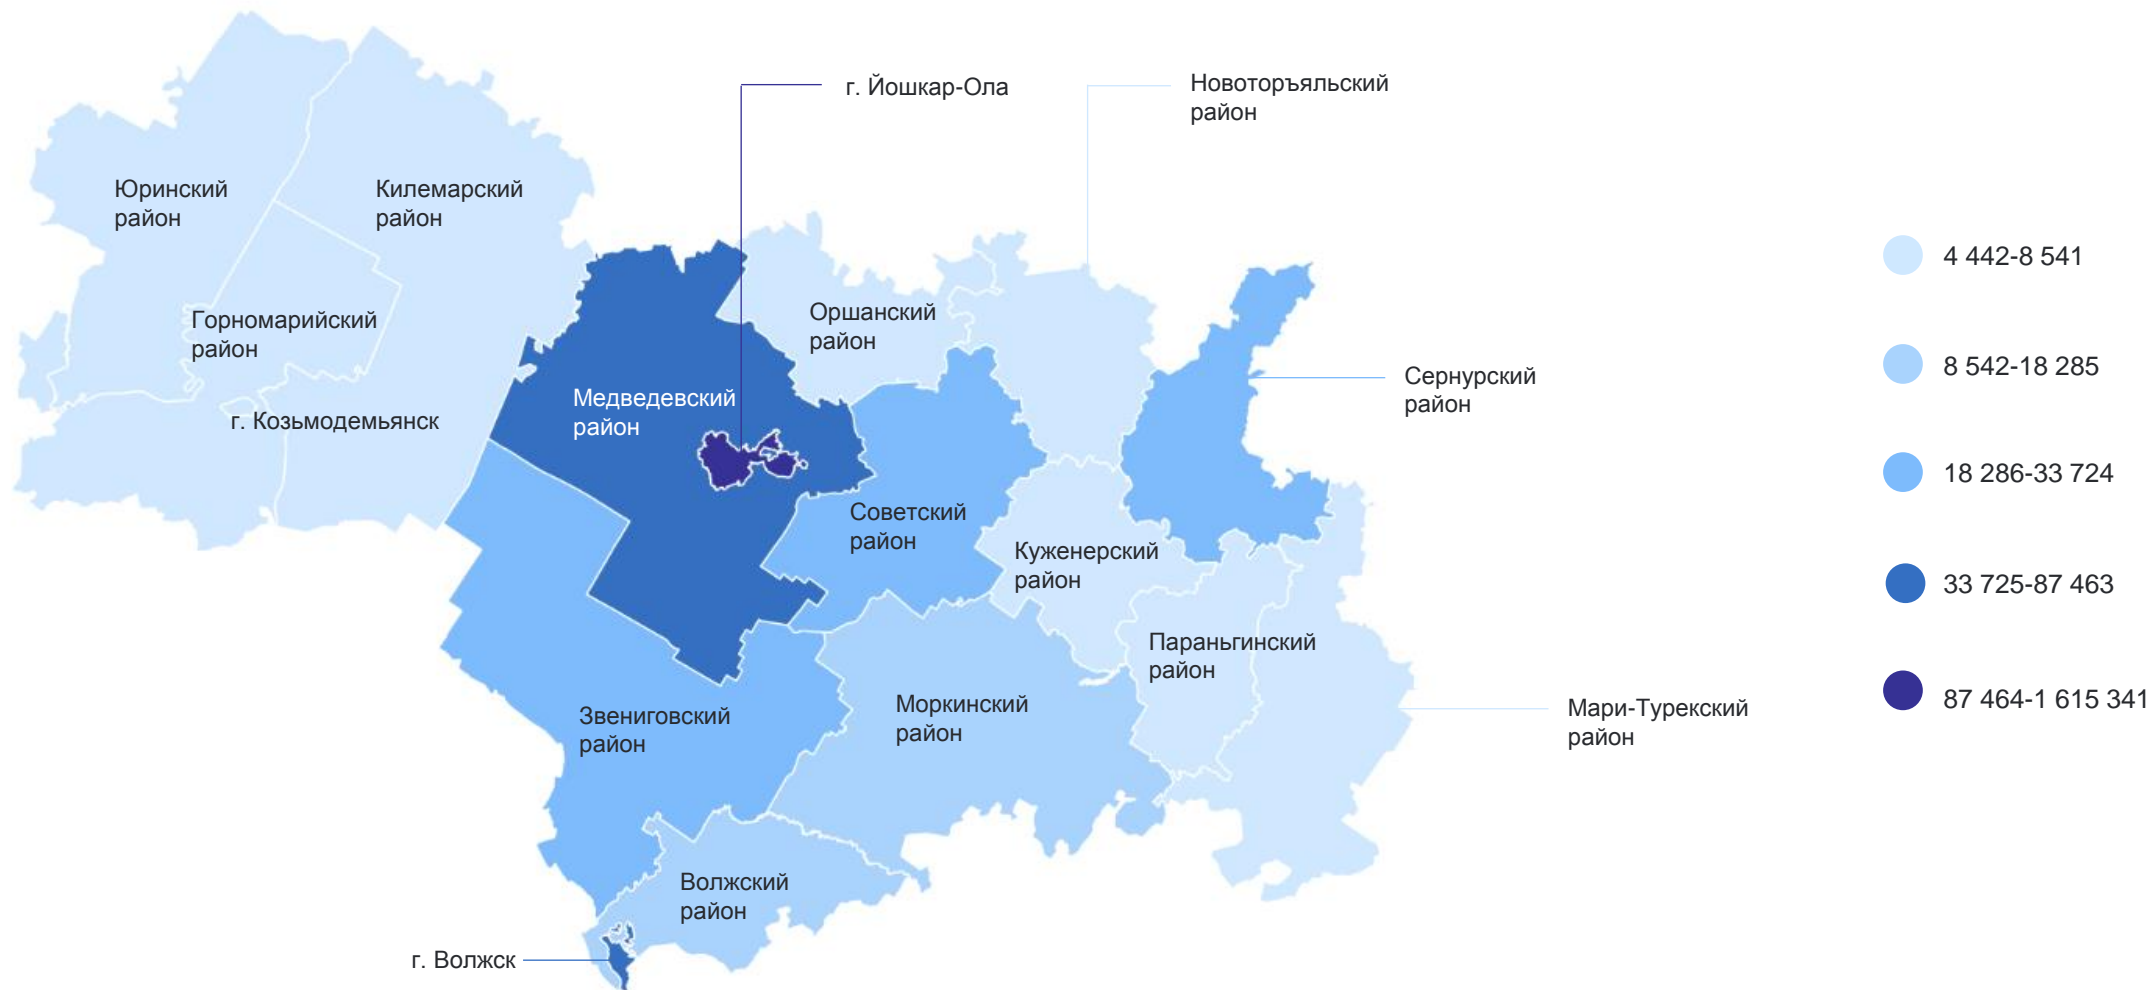 г. Йошкар-Ола
Новоторъяльский
район
Юринский
район
Килемарский
район
Оршанский
район
Горномарийский
район
Сернурский
район
Медведевский
район
г. Козьмодемьянск
Советский
район
Куженерский
район
Параньгинский
район
Моркинский
район
Звениговский
район
Мари-Турекский
район
Волжский
район
г. Волжск
4 442-8 541
8 542-18 285
18 286-33 724
33 725-87 463
87 464-1 615 341